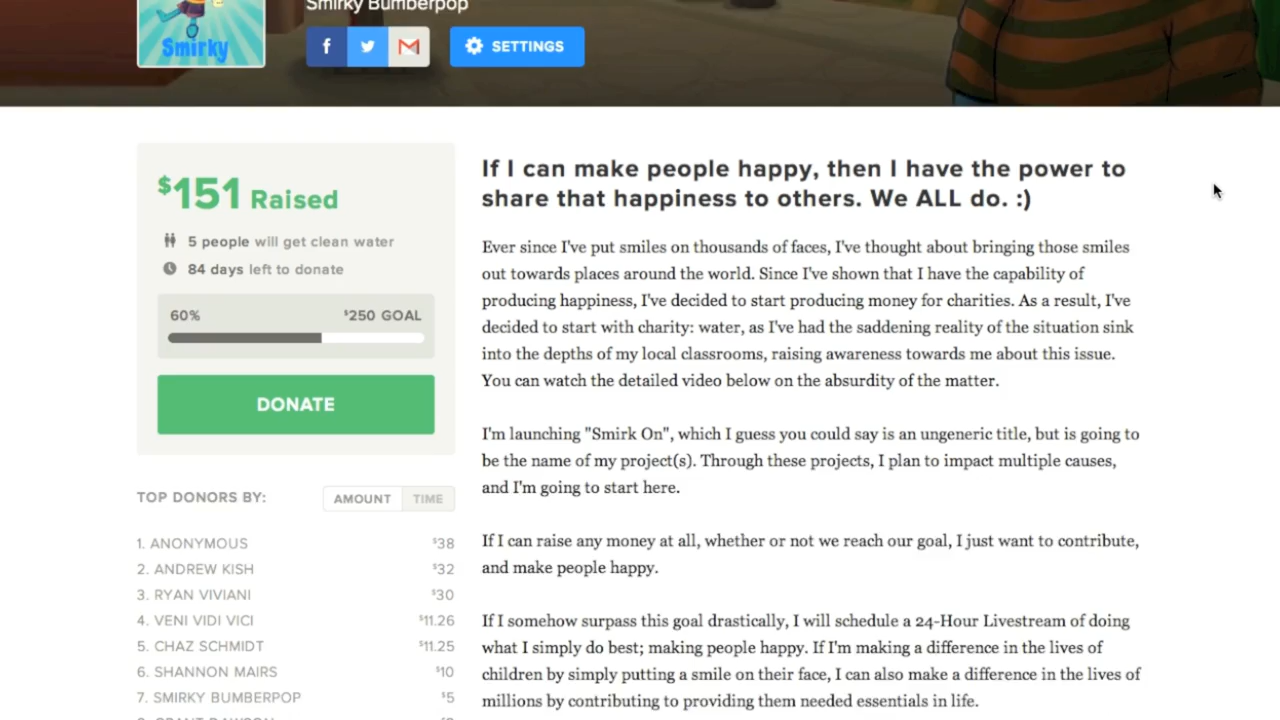 Smirky Bumberpop
Smirky
f
SETTINGS
$151 Raised
5 people will get clean water
84 days left to donate
60%
$250 GOAL
DONATE
TOP DONORS BY:
AMOUNT
TIME
1. ANONYMOUS $38
2. ANDREW KISH $32
3. RYAN VIVIANI $30
4. VENI VIDI VICI $11.26
5. CHAZ SCHMIDT $11.25
6. SHANNON MAIRS $10
7. SMIRKY BUMBERPOP $5
If I can make people happy, then I have the power to
share that happiness to others. We ALL do. :)
Ever since I've put smiles on thousands of faces, I've thought about bringing those smiles
out towards places around the world. Since I've shown that I have the capability of
producing happiness, I've decided to start producing money for charities. As a result, I've
decided to start with charity: water, as I've had the saddening reality of the situation sink
into the depths of my local classrooms, raising awareness towards me about this issue.
You can watch the detailed video below on the absurdity of the matter.
I'm launching "Smirk On", which I guess you could say is an ungeneric title, but is going to
be the name of my project(s). Through these projects, I plan to impact multiple causes,
and I'm going to start here.
If I can raise any money at all, whether or not we reach our goal, I just want to contribute,
and make people happy.
If I somehow surpass this goal drastically, I will schedule a 24-Hour Livestream of doing
what I simply do best; making people happy. If I'm making a difference in the lives of
children by simply putting a smile on their face, I can also make a difference in the lives of
millions by contributing to providing them needed essentials in life.